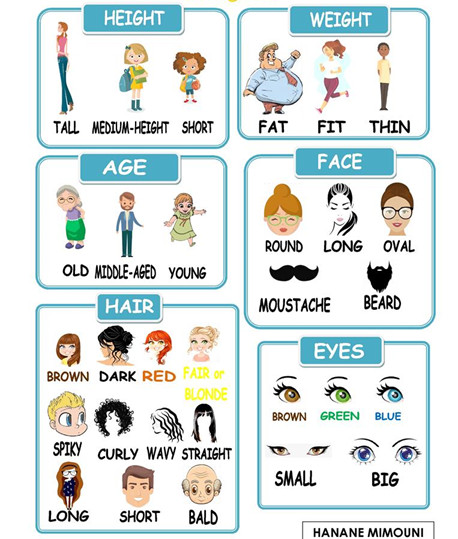 HEIGHT
TALL MEDIUM-HEIGHT SHORT
WEIGHT
FAT FIT THIN
AGE
OLD MIDDLE-AGED YOUNG
FACE
ROUND LONG OVAL
MOUSTACHE BEARD
HAIR
BROWN DARK RED FAIR or
BLONDE
SPIKY CURLY WAVY STRAIGHT
LONG SHORT BALD
EYES
BROWN GREEN BLUE
SMALL BIG
HANANE MIMOUNI